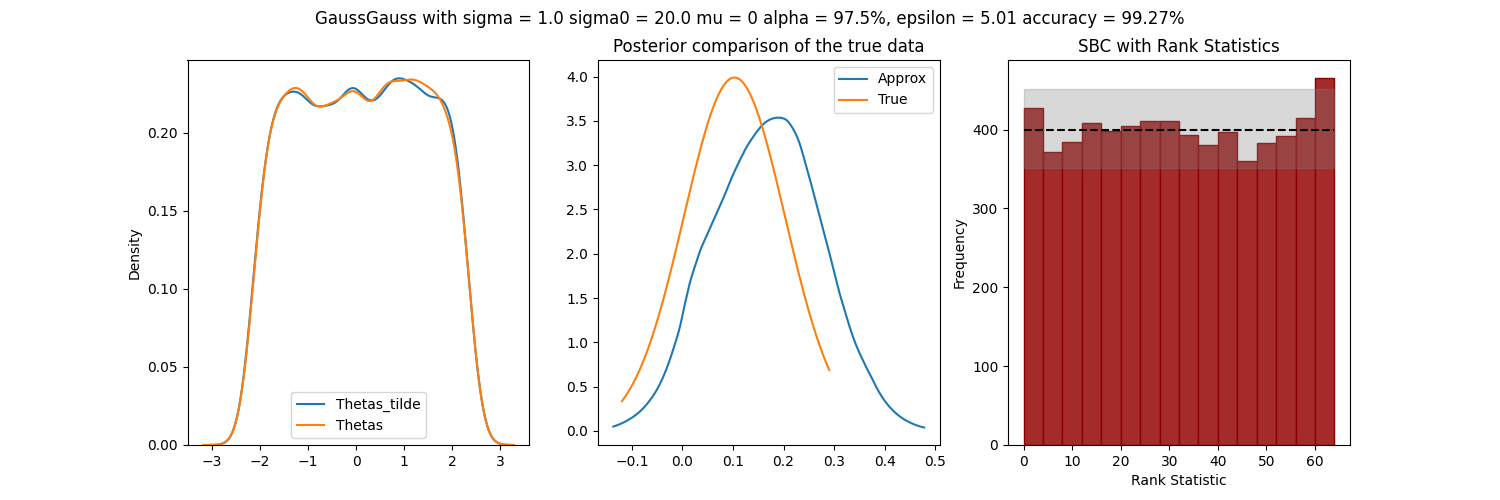 GaussGauss with sigma = 1.0 sigma0 = 20.0 mu = 0 alpha = 97.5%, epsilon = 5.01 accuracy = 99.27%
Density
0.20
0.15
0.10
0.05
0.00
Thetas_tilde
Thetas
−3 −2 −1 0 1 2 3
Posterior comparison of the true data
Approx
True
4.0
3.5
3.0
2.5
2.0
1.5
1.0
0.5
0.0
−0.1 0.0 0.1 0.2 0.3 0.4 0.5
SBC with Rank Statistics
Frequency
400
300
200
100
0
0 10 20 30 40 50 60
Rank Statistic